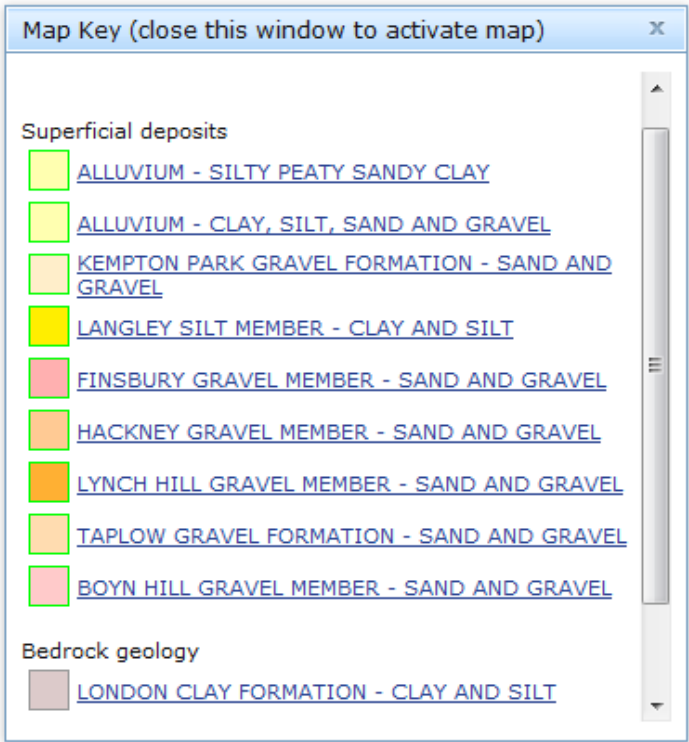 Map Key (close this window to activate map) x
Superficial deposits
ALLUVIUM - SILTY PEATY SANDY CLAY
ALLUVIUM - CLAY, SILT, SAND AND GRAVEL
KEMPTON PARK GRAVEL FORMATION - SAND AND
GRAVEL
LANGLEY SILT MEMBER - CLAY AND SILT
FINSBURY GRAVEL MEMBER - SAND AND GRAVEL
HACKNEY GRAVEL MEMBER - SAND AND GRAVEL
LYNCH HILL GRAVEL MEMBER - SAND AND GRAVEL
TAPLOW GRAVEL FORMATION - SAND AND GRAVEL
BOYN HILL GRAVEL MEMBER - SAND AND GRAVEL
Bedrock geology
LONDON CLAY FORMATION - CLAY AND SILT